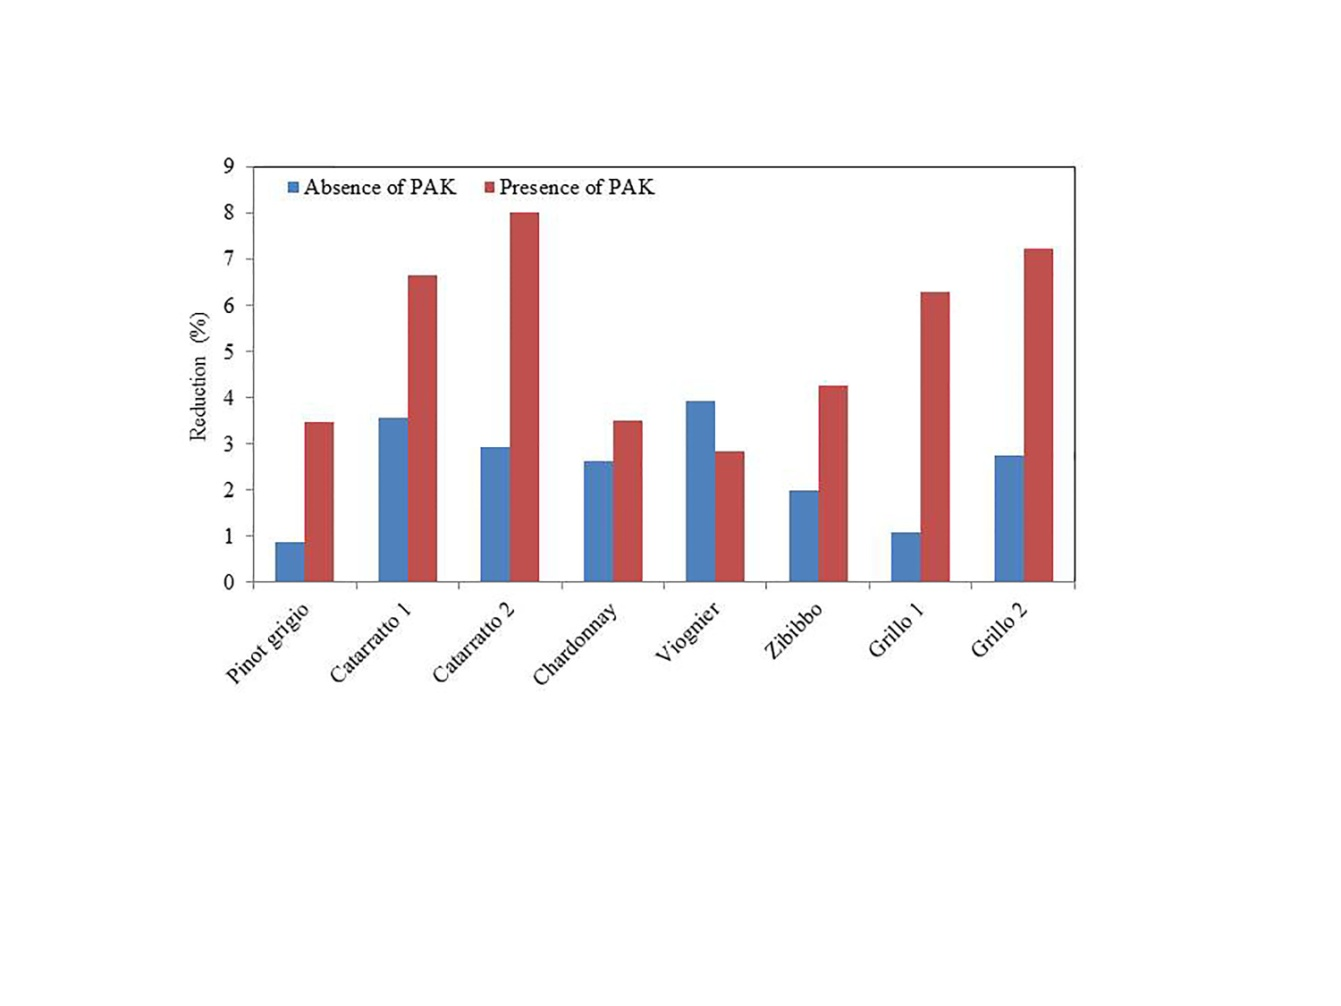 9
Absence of PAK Presence of PAK
8
7
6
5
4
3
2
1
0
Reduction (%)
Pinot grigio
Catarratto 1
Catarratto 2
Chardonnay
Viognier
Zibibbo
Grillo 1
Grillo 2